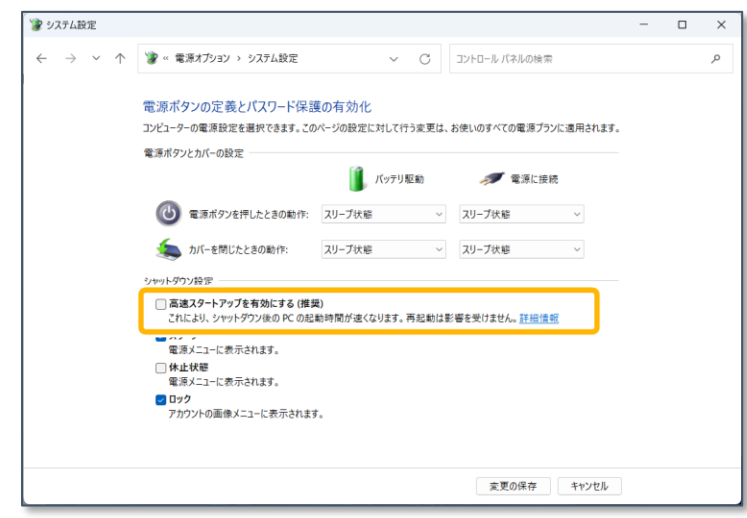 システム設定
« 電源オプション › システム設定
コントロール パネルの検索
電源ボタンの定義とパスワード保護の有効化
コンピューターの電源設定を選択できます。このページの設定に対して行う変更は、お使いのすべての電源プランに適用されます。
電源ボタンとカバーの設定
バッテリ駆動 電源に接続
電源ボタンを押したときの動作: スリープ状態 スリープ状態
カバーを閉じたときの動作: スリープ状態 スリープ状態
シャットダウン設定
高速スタートアップを有効にする (推奨)
これにより、シャットダウン後の PC の起動時間が速くなります。再起動は影響を受けません。詳細情報
電源メニューに表示されます。
休止状態
電源メニューに表示されます。
ロック
アカウントの画像メニューに表示されます。
変更の保存 キャンセル